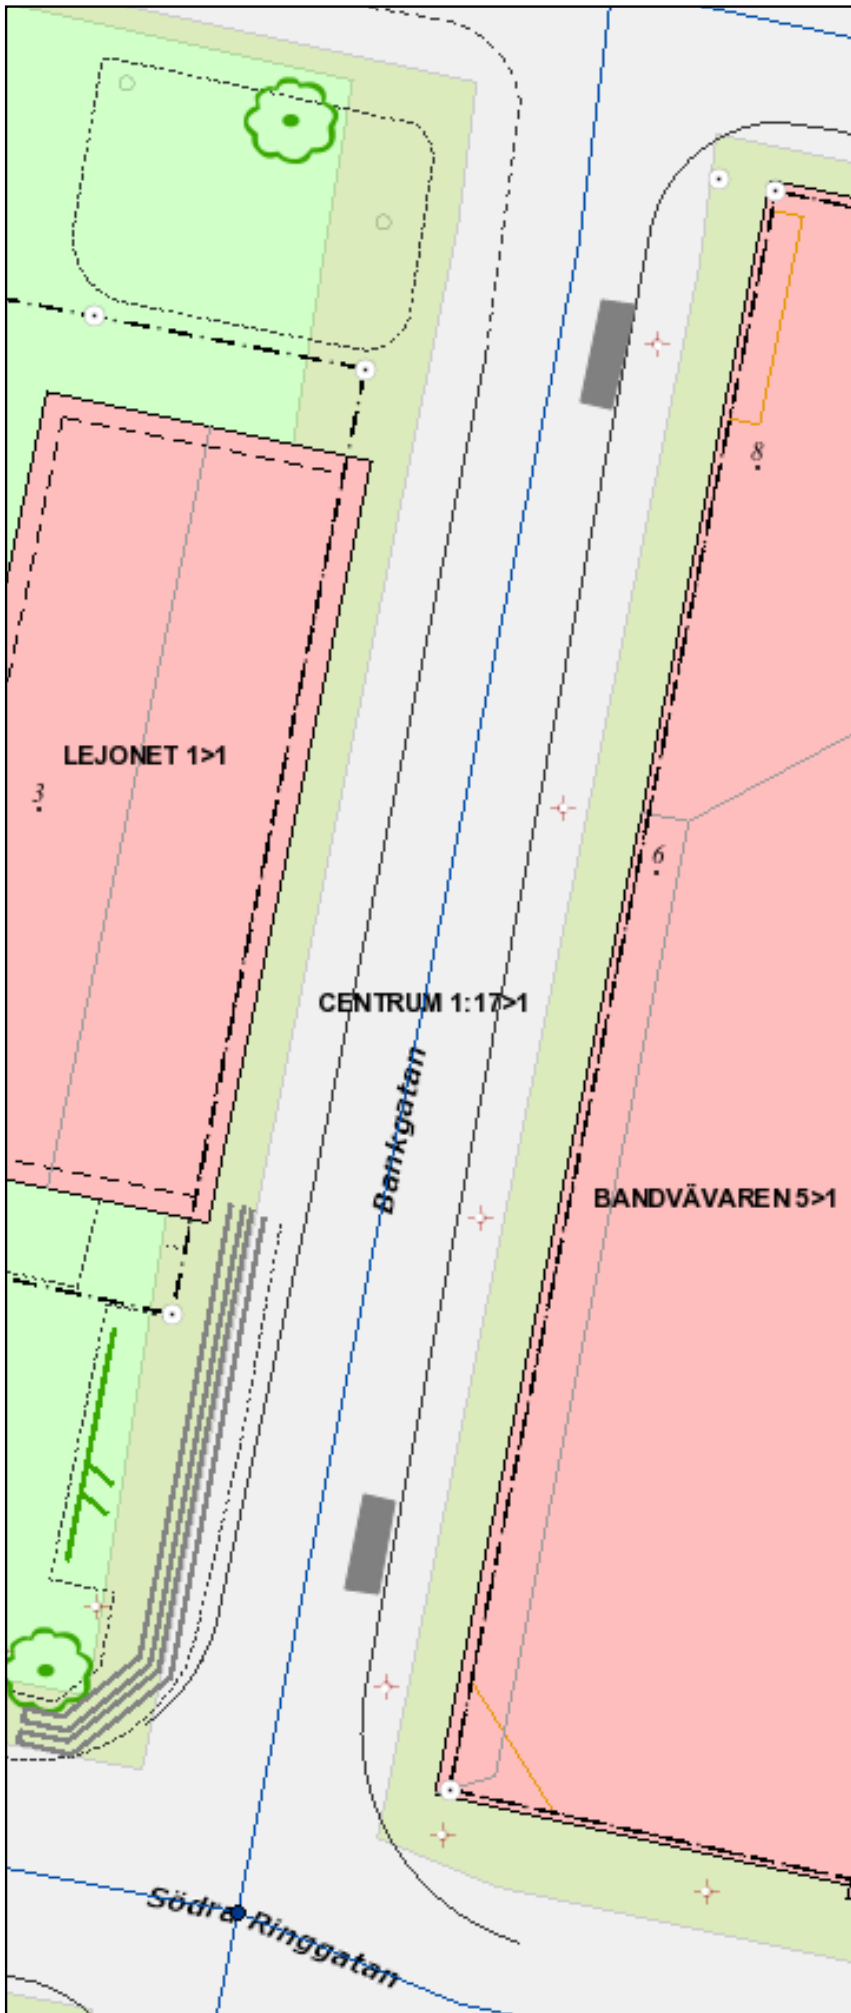 8
LEJONET 1>1
3
6
CENTRUM 1:17>1
Bankgatan
BANDVÄVAREN 5>1
Södra Ringgatan